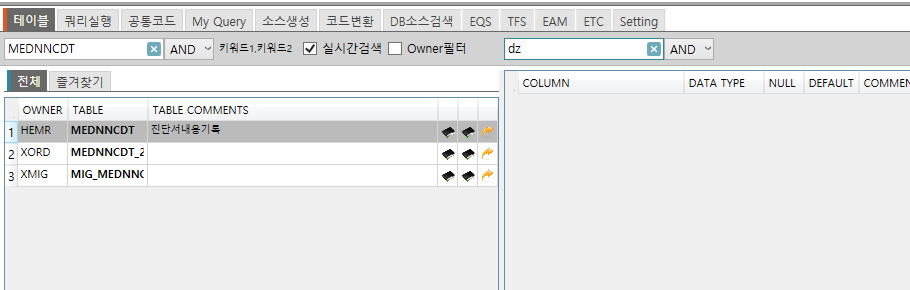 테이블 쿼리실행 공통코드 My Query 소스생성 코드변환 DB소스검색 EQS TFS EAM ETC Setting
MEDNNCDT AND 키워드1,키워드2 실시간검색 Owner필터 dz AND
전체 즐겨찾기
COLUMN DATA TYPE NULL DEFAULT COMMEN
OWNER TABLE TABLE COMMENTS
1 HEMR MEDNNCDT 진단서내용기록
2 XORD MEDNNCDT_2
3 XMIG MIG_MEDNNC